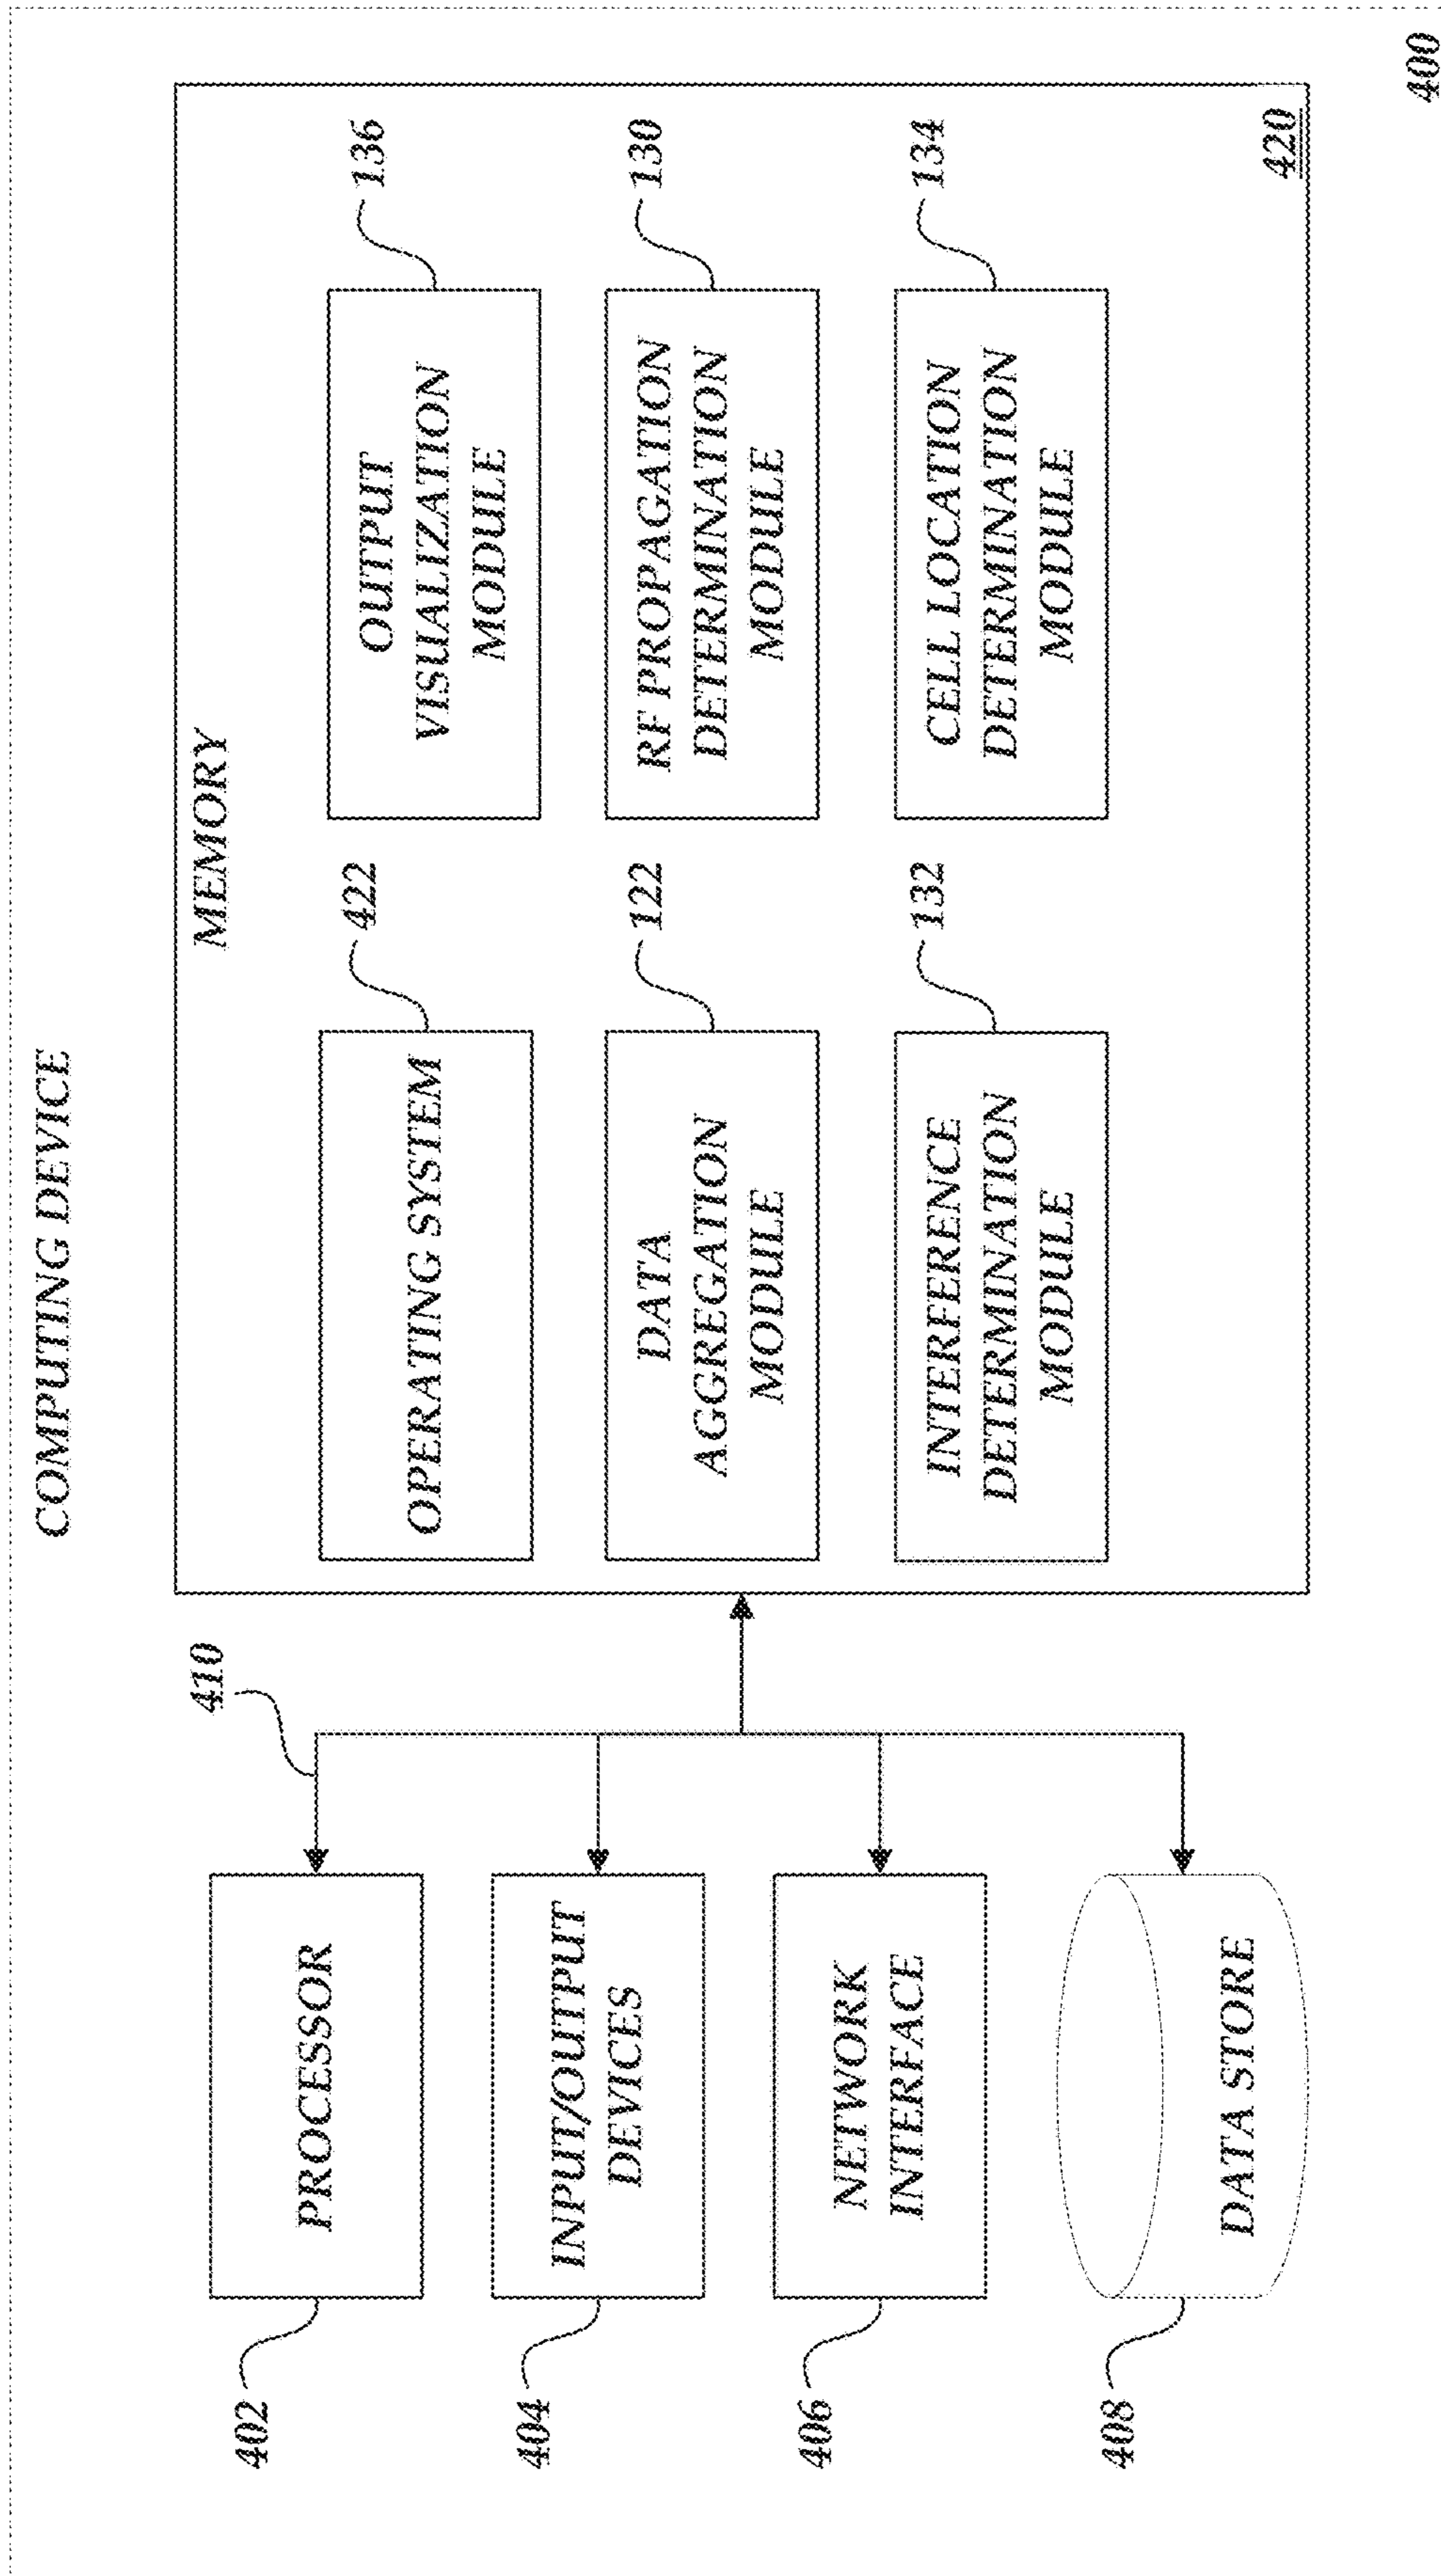 COMPUTING DEVICE
402
PROCESSOR
404
INPUT/OUTPUT
DEVICES
406
NETWORK
INTERFACE
408
DATA STORE
410
MEMORY
OPERATING SYSTEM
422
OUTPUT
VISUALIZATION
MODULE
136
DATA
AGGREGATION
MODULE
122
RF PROPAGATION
DETERMINATION
MODULE
130
INTERFERENCE
DETERMINATION
MODULE
132
CELL LOCATION
DETERMINATION
MODULE
134
420
400